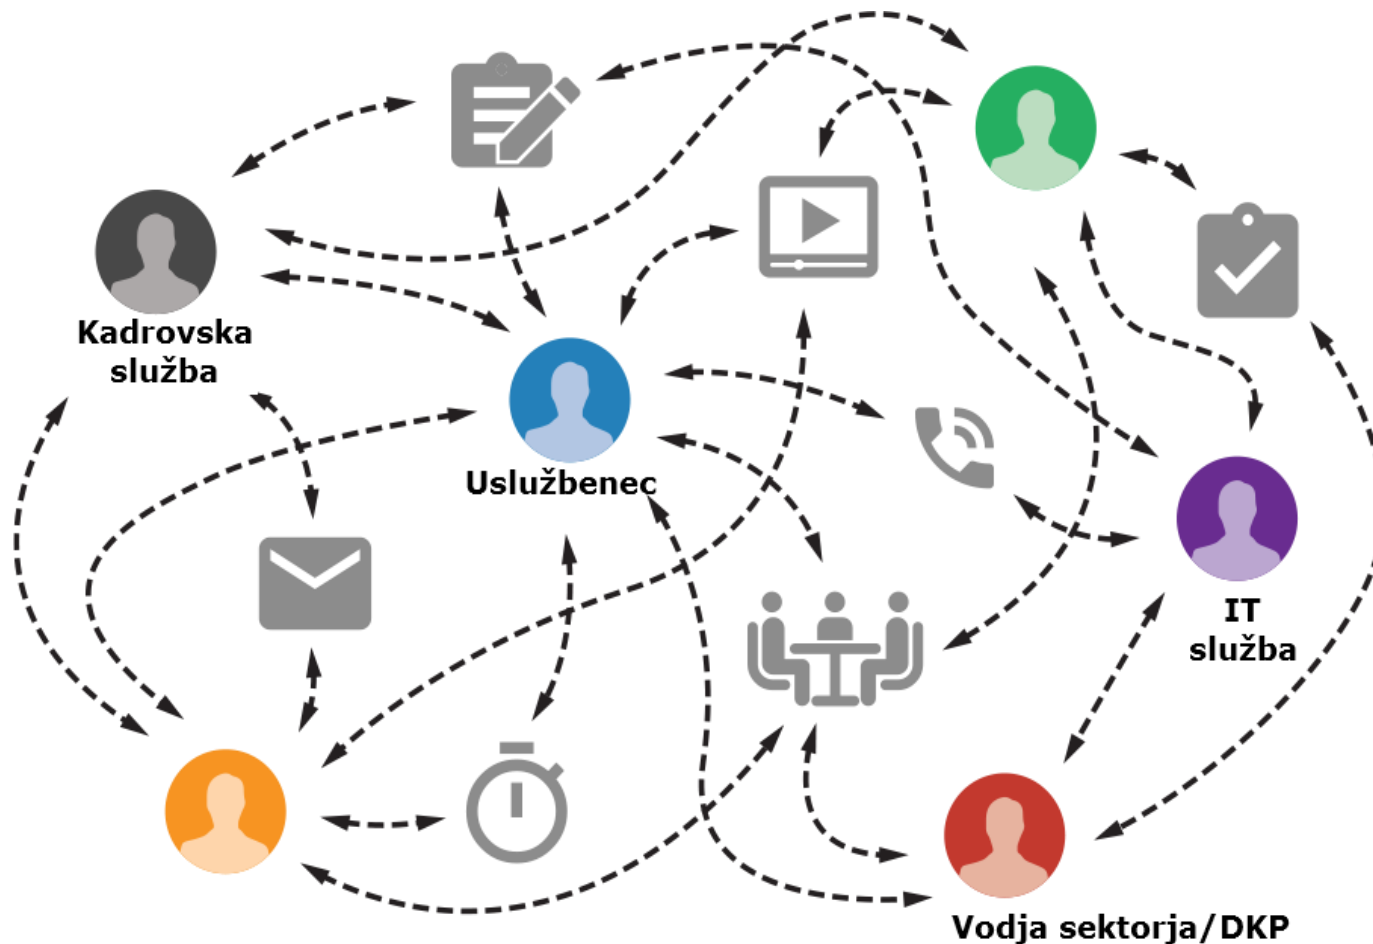 Kadrovska
služba
Uslužbenec
IT
služba
Vodja sektorja/DKP